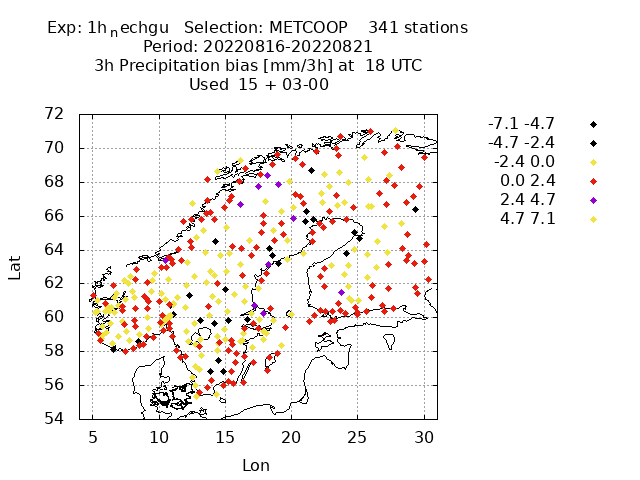 Exp: 1h n echgu Selection: METCOOP 341 stations
Period: 20220816-20220821
3h Precipitation bias [mm/3h] at 18 UTC
Used 15 + 03-00
72
70
68
66
64
62
60
58
56
54
5 10 15 20 25 30
Lat
Lon
-7.1 -4.7
-4.7 -2.4
-2.4 0.0
0.0 2.4
2.4 4.7
4.7 7.1